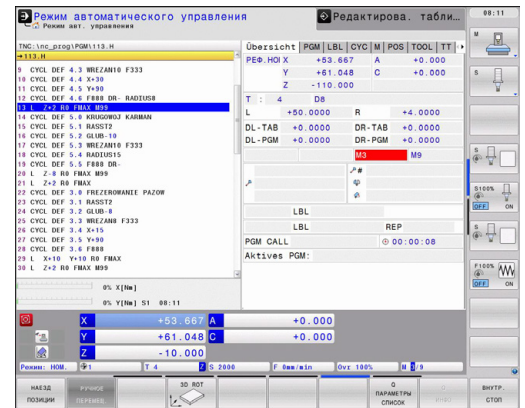 Режим автоматического управления
Режим авт. управления
Редактирова. табли...
08:11
TNC:\nc_prog\PGM\113.H
→113.H
9 CYCL DEF 4.3 WREZAN10 F333
10 CYCL DEF 4.4 X+30
11 CYCL DEF 4.5 Y+90
12 CYCL DEF 4.6 F888 DR- RADIUS8
13 L Z+2 R0 FMAX M99
14 CYCL DEF 5.0 KRUGOWOJ KARMAN
15 CYCL DEF 5.1 RASST2
16 CYCL DEF 5.2 GLUB-10
17 CYCL DEF 5.3 WREZAN10 F333
18 CYCL DEF 5.4 RADIUS15
19 CYCL DEF 5.5 F888 DR-
20 L Z-8 R0 FMAX M99
21 L Z+2 R0 FMAX
22 CYCL DEF 3.0 FREZEROWANIE PAZOW
23 CYCL DEF 3.1 RASST2
24 CYCL DEF 3.2 GLUB-8
25 CYCL DEF 3.3 WREZAN8 F333
26 CYCL DEF 3.4 X+15
27 CYCL DEF 3.5 Y+90
28 CYCL DEF 3.6 F888
29 L X+10 Y+10 R0 FMAX
30 L Z+2 R0 FMAX M99
0% X[Nm]
0% Y[Nm] S1 08:11
Übersicht PGM LBL CYC M POS TOOL TT
РЕФ.НОІ X +53.667 A +0.000
Y +61.048 C +0.000
Z -110.000
T : 4 D8
L +50.0000 R +4.0000
DL-TAB +0.0000 DR-TAB +0.0000
DL-PGM +0.0000 DR-PGM +0.0000
M3 M9
P#
P
LBL
LBL REP
PGM CALL 00:00:08
Aktives PGM:
M
S
S
S100%
OFF ON
S
F100%
OFF ON
X +53.667 A +0.000
Y +61.048 C +0.000
Z -10.000
Режим: НОМ. 1 T 4 Z S 2000 F 0mm/min Ovr 100% M 3/9
НАЕЗД ПОЗИЦИИ
РУЧНОЕ ПЕРЕМЕЩ.
3D ROT
Q ПАРАМЕТРЫ СПИСОК
ВНУТР. СТОП